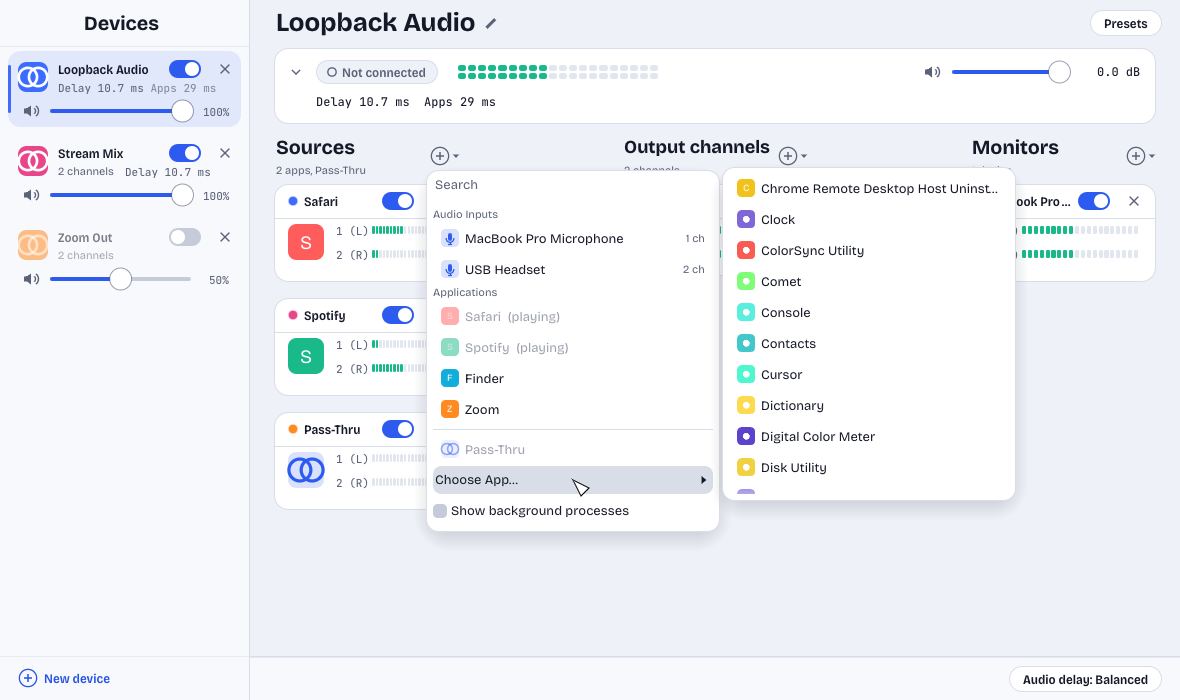 Devices
Loopback Audio
Delay 10.7 ms Apps 29 ms
100%
Stream Mix
2 channels Delay 10.7 ms
100%
Zoom Out
2 channels
50%
New device
Loopback Audio
Presets
Not connected
0.0 dB
Delay 10.7 ms Apps 29 ms
Sources
2 apps, Pass-Thru
Output channels
Monitors
Safari
S
1 (L)
2 (R)
Spotify
S
1 (L)
2 (R)
Pass-Thru
1 (L)
2 (R)
Search
Audio Inputs
MacBook Pro Microphone 1 ch
USB Headset 2 ch
Applications
S Safari (playing)
S Spotify (playing)
F Finder
Z Zoom
Pass-Thru
Choose App...
Show background processes
C Chrome Remote Desktop Host Uninst...
Clock
ColorSync Utility
Comet
Console
Contacts
Cursor
Dictionary
Digital Color Meter
Disk Utility
ook Pro...
Audio delay: Balanced